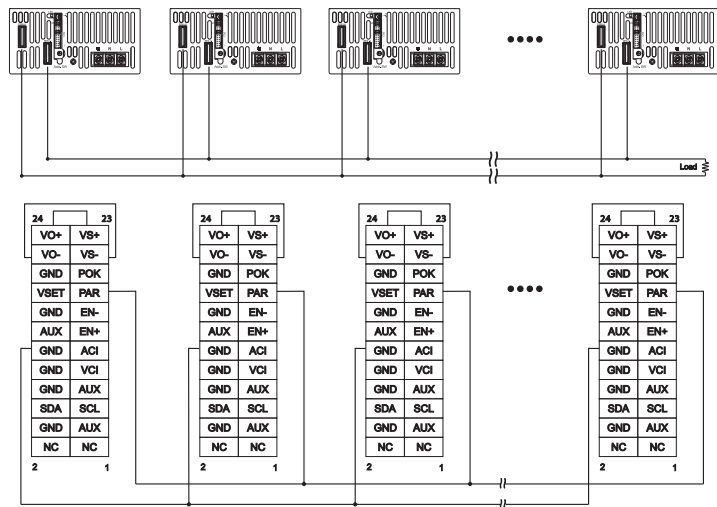 N L
N L
N L
N L
Load
24 23
VO+ VS+
VO- VS-
GND POK
VSET PAR
GND EN-
AUX EN+
GND ACI
GND VCI
GND AUX
SDA SCL
GND AUX
NC NC
2 1
24 23
VO+ VS+
VO- VS-
GND POK
VSET PAR
GND EN-
AUX EN+
GND ACI
GND VCI
GND AUX
SDA SCL
GND AUX
NC NC
2 1
24 23
VO+ VS+
VO- VS-
GND POK
VSET PAR
GND EN-
AUX EN+
GND ACI
GND VCI
GND AUX
SDA SCL
GND AUX
NC NC
2 1
24 23
VO+ VS+
VO- VS-
GND POK
VSET PAR
GND EN-
AUX EN+
GND ACI
GND VCI
GND AUX
SDA SCL
GND AUX
NC NC
2 1